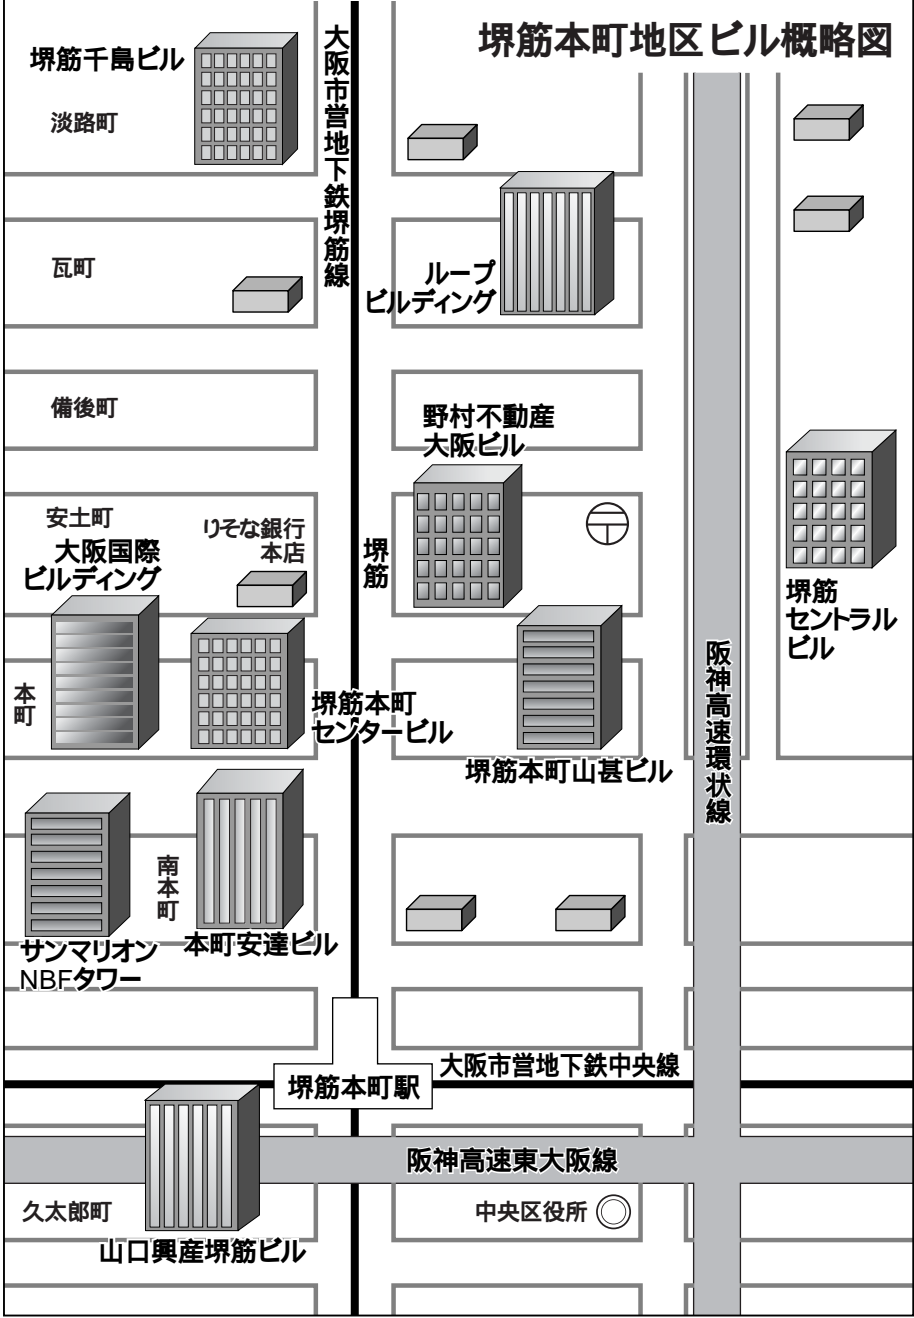 堺筋本町地区ビル概略図
堺筋千島ビル
淡路町
大阪市営地下鉄堺筋線
瓦町
ループ
ビルディング
備後町
野村不動産
大阪ビル
安土町
りそな銀行
本店
大阪国際
ビルディング
堺筋
堺筋
セントラル
ビル
本町
堺筋本町
センタービル
阪神高速環状線
堺筋本町山甚ビル
南本町
サンマリオン
NBFタワー
本町安達ビル
大阪市営地下鉄中央線
堺筋本町駅
阪神高速東大阪線
久太郎町
中央区役所
山口興産堺筋ビル